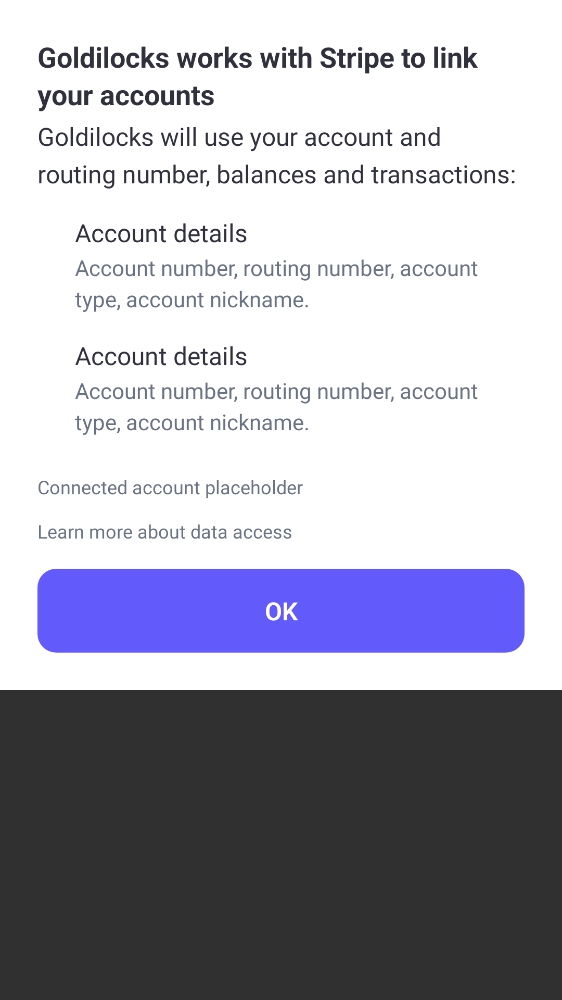 Goldilocks works with Stripe to link
your accounts
Goldilocks will use your account and
routing number, balances and transactions:
Account details
Account number, routing number, account
type, account nickname.
Account details
Account number, routing number, account
type, account nickname.
Connected account placeholder
Learn more about data access
OK